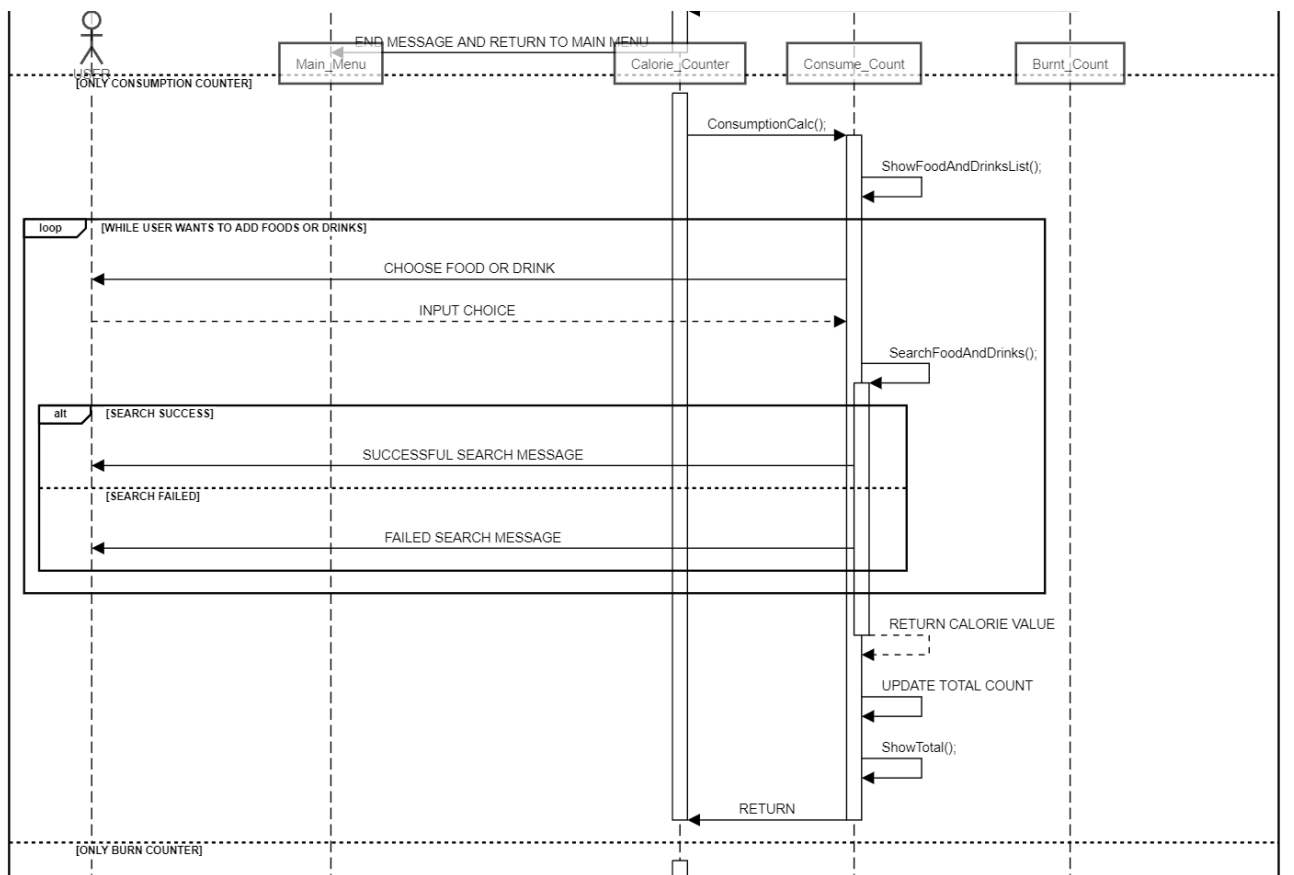 END MESSAGE AND RETURN TO MAIN MENU
USER
Main_Menu
Calorie_Counter
Consume_Count
Burnt_Count
[ONLY CONSUMPTION COUNTER]
ConsumptionCalc();
ShowFoodAndDrinksList();
loop
[WHILE USER WANTS TO ADD FOODS OR DRINKS]
CHOOSE FOOD OR DRINK
INPUT CHOICE
SearchFoodAndDrinks();
alt
[SEARCH SUCCESS]
SUCCESSFUL SEARCH MESSAGE
[SEARCH FAILED]
FAILED SEARCH MESSAGE
RETURN CALORIE VALUE
UPDATE TOTAL COUNT
ShowTotal();
RETURN
[ONLY BURN COUNTER]